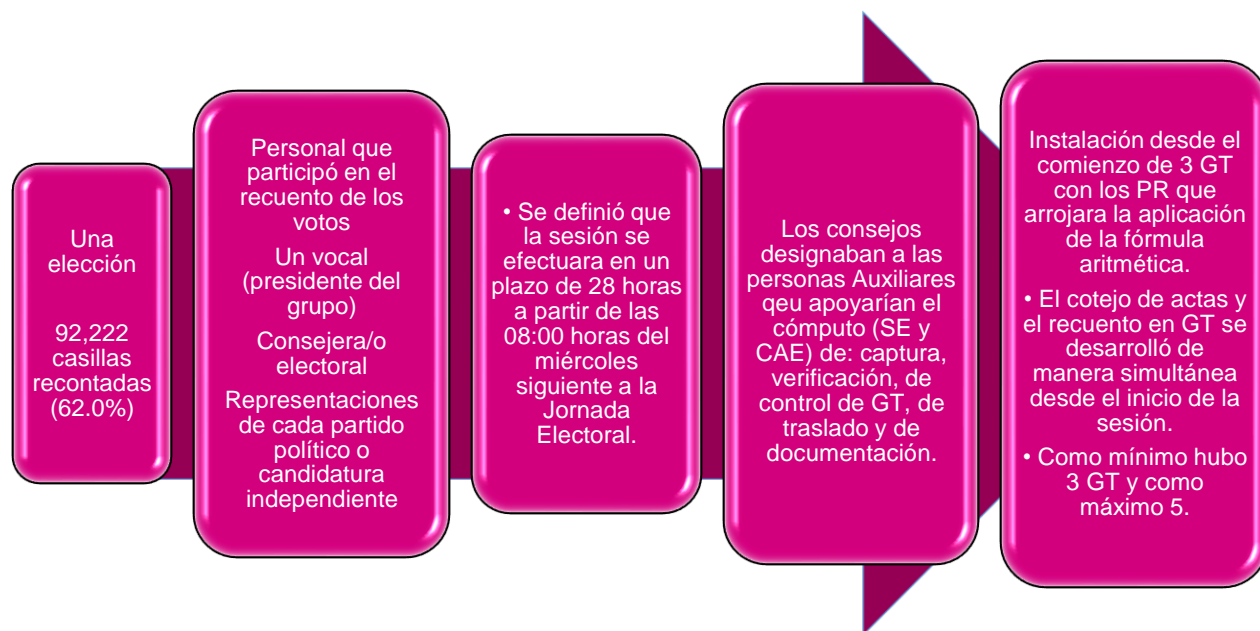 Una
elección
92,222
casillas
recontadas
(62.0%)
Personal que
participó en el
recuento de los
votos
Un vocal
(presidente del
grupo)
Consejera/o
electoral
Representaciones
de cada partido
político o
candidatura
independiente
• Se definió que
la sesión se
efectuara en un
plazo de 28 horas
a partir de las
08:00 horas del
miércoles
siguiente a la
Jornada
Electoral.
Los consejos
designaban a las
personas Auxiliares
qeu apoyarían el
cómputo (SE y
CAE) de: captura,
verificación, de
control de GT, de
traslado y de
documentación.
Instalación desde el
comienzo de 3 GT
con los PR que
arrojara la aplicación
de la fórmula
aritmética.
• El cotejo de actas y
el recuento en GT se
desarrolló de
manera simultánea
desde el inicio de la
sesión.
• Como mínimo hubo
3 GT y como
máximo 5.